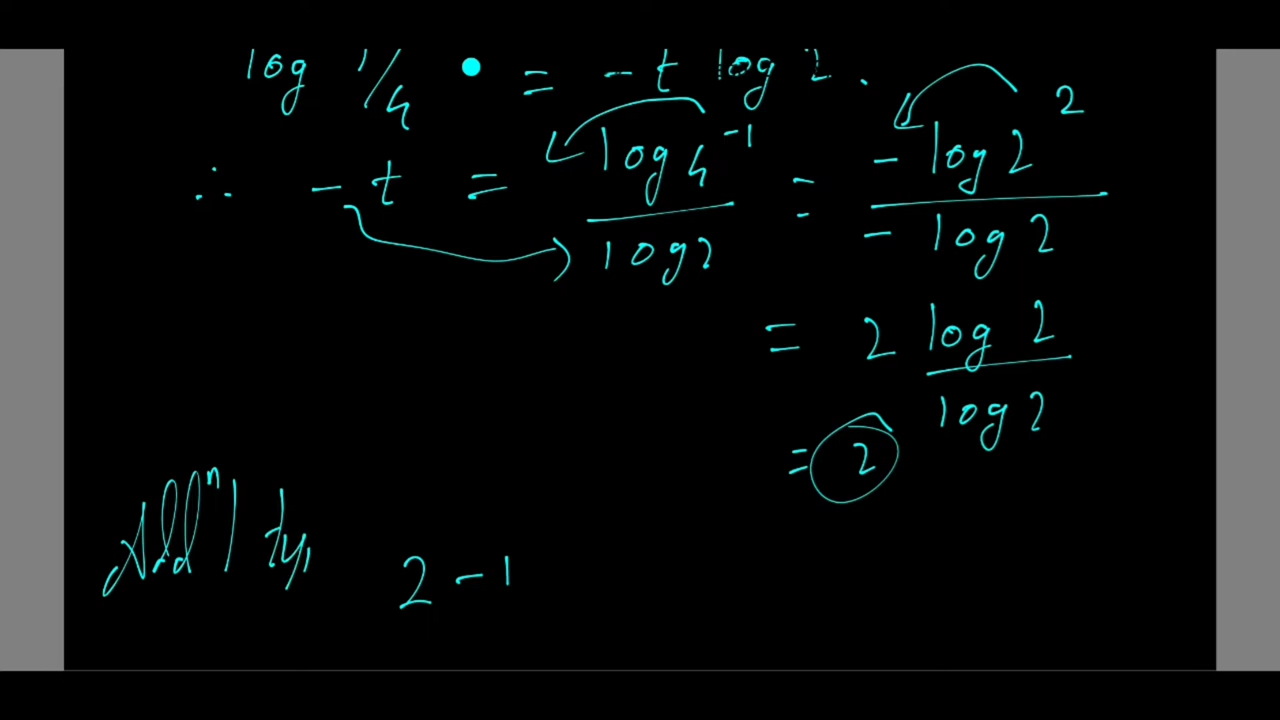 log 1/4 = -t log 2.
∴ -t = log 4^-1 / log 2 = -log 2^2 / -log 2
= 2 log 2 / log 2
= 2
Add^n
2 - 1